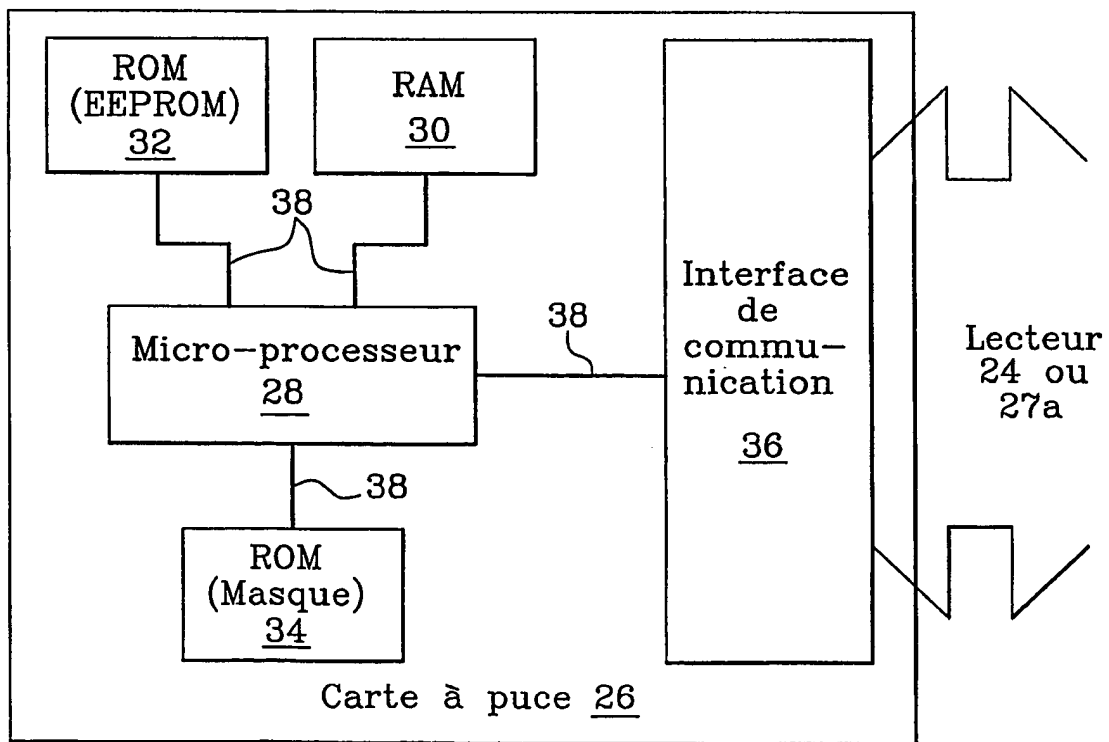 ROM
(EEPROM)
32
RAM
30
38
Micro-processeur
28
38
Interface
de
commu-
nication
36
Lecteur
24 ou
27a
38
ROM
(Masque)
34
Carte à puce 26